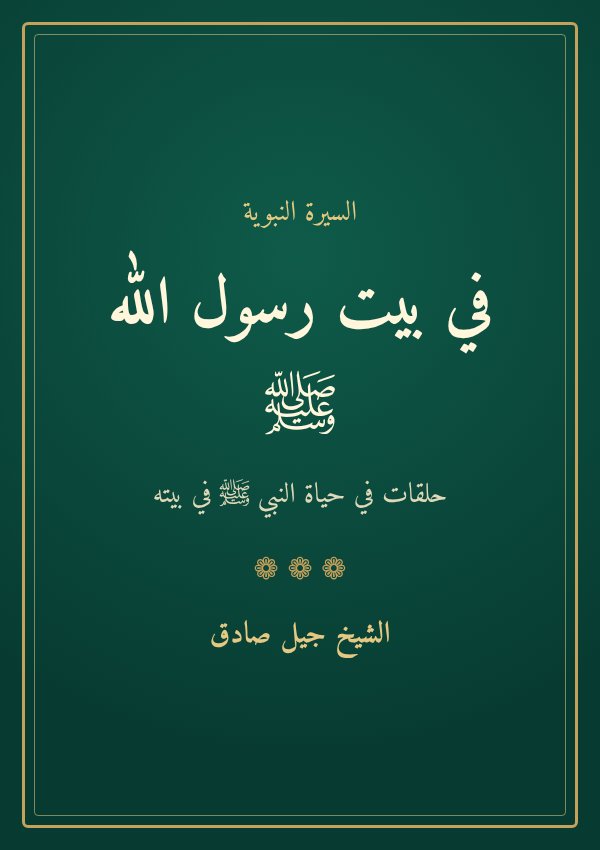 السيرة النبوية
في بيت رسول الله
ﷺ
حلقات في حياة النبي ﷺ في بيته
الشيخ جيل صادق